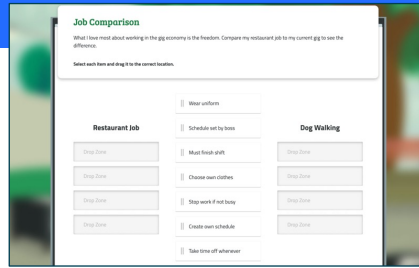 Job Comparison
What I love most about working in the gig economy is the freedom. Compare my restaurant job to my current gig to see the
difference.
Select each item and drag it to the correct location.
Restaurant Job
Drop Zone
Drop Zone
Drop Zone
Drop Zone
Wear uniform
Schedule set by boss
Must finish shift
Choose own clothes
Stop work if not busy
Create own schedule
Take time off whenever
Dog Walking
Drop Zone
Drop Zone
Drop Zone
Drop Zone